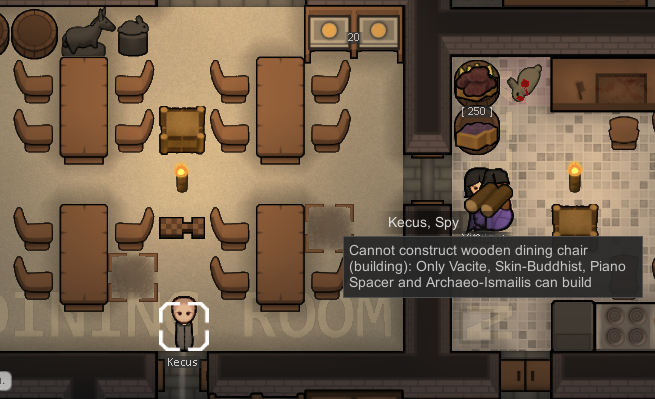 20
[ 250 ]
Kecus, Spy
Cannot construct wooden dining chair
(building): Only Vacite, Skin-Buddhist, Piano
Spacer and Archaeo-Ismailis can build
DINING ROOM
Kecus